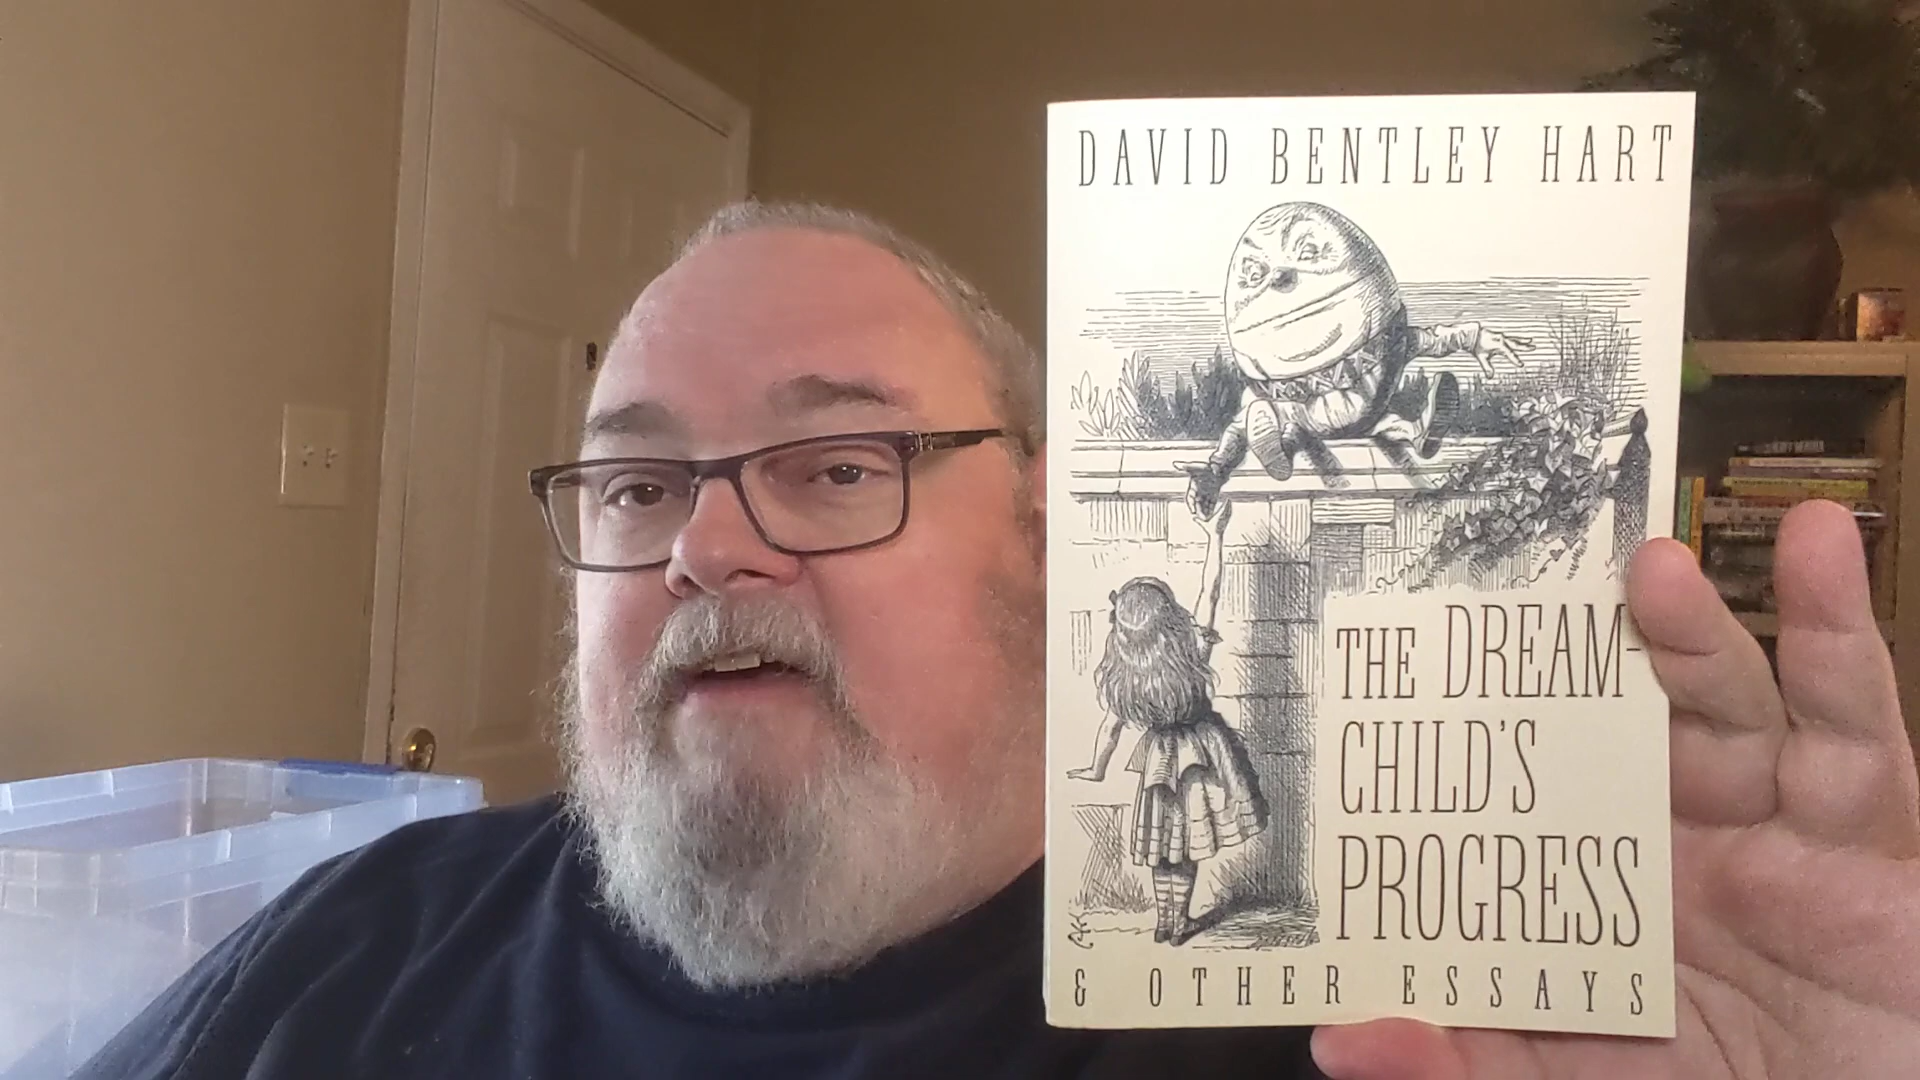 DAVID BENTLEY HART
THE DREAM-
CHILD'S
PROGRESS
& OTHER ESSAYS